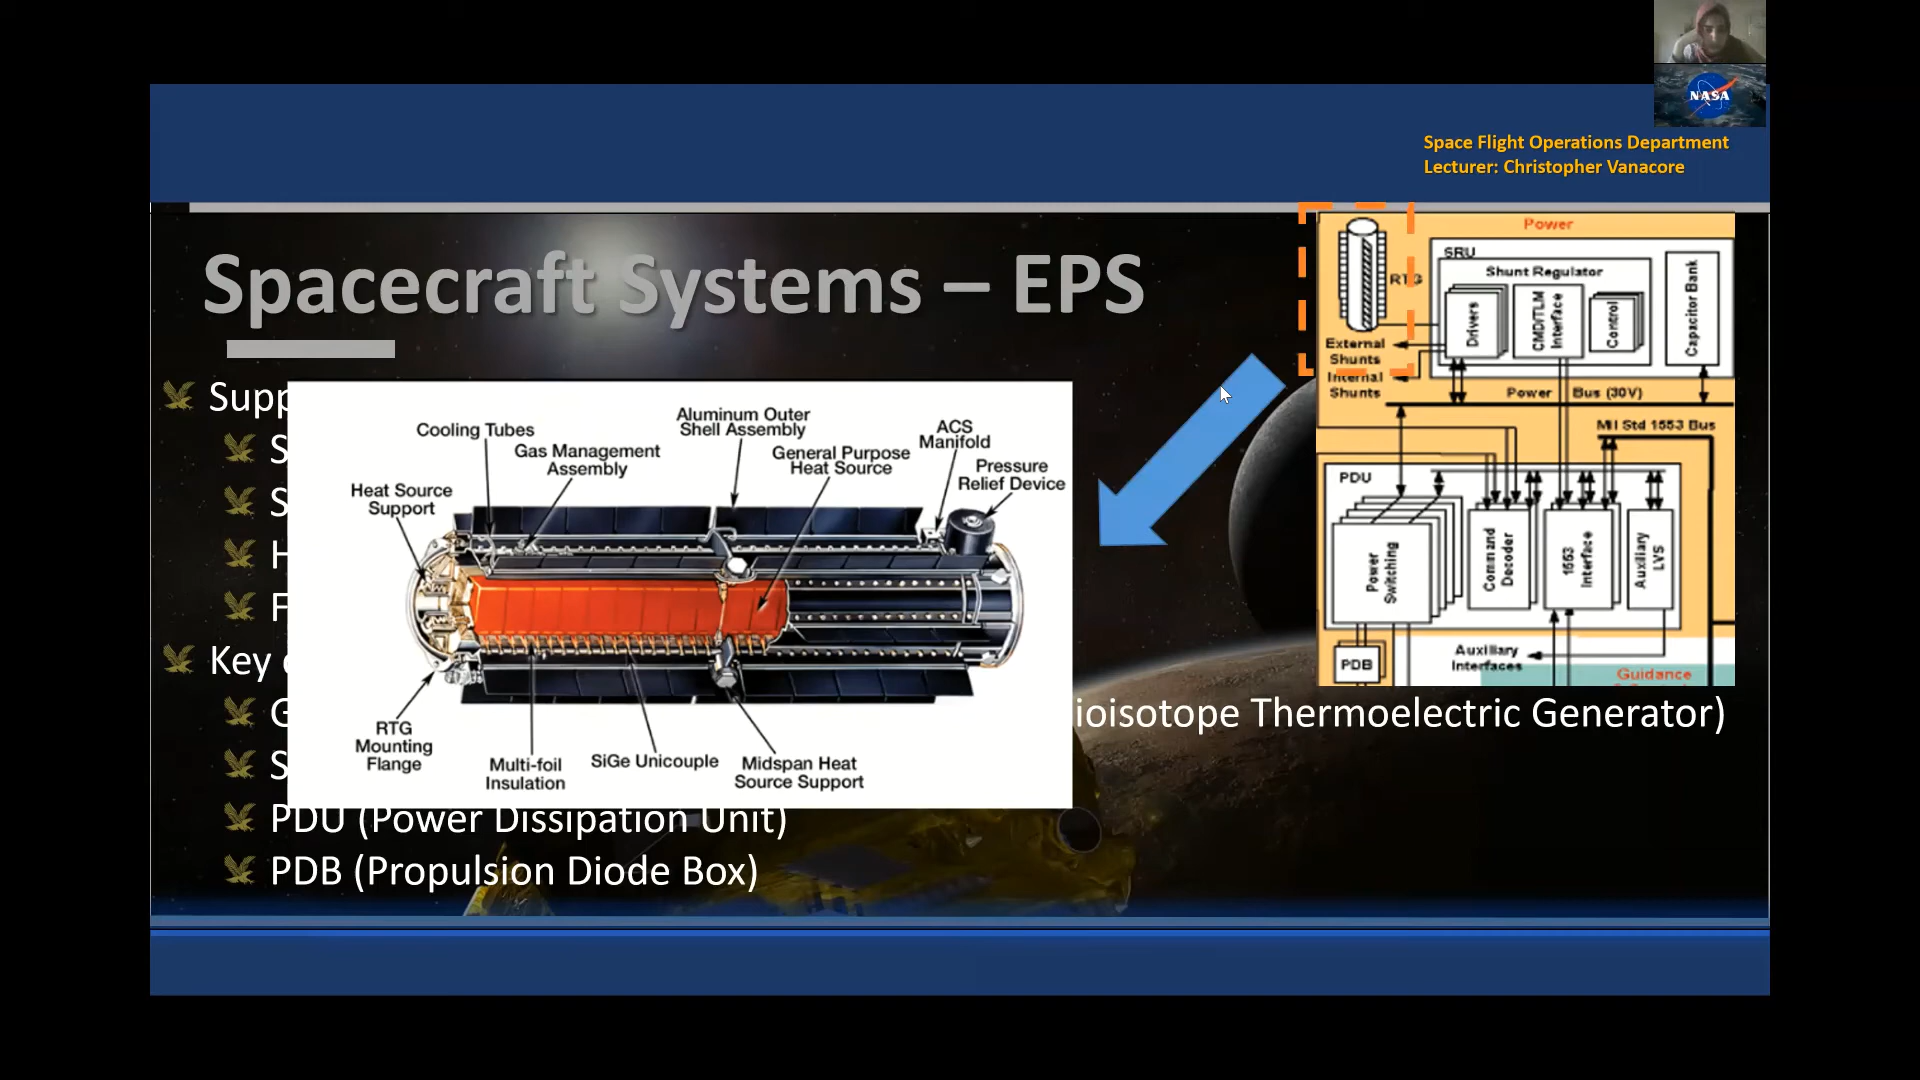 NASA
Space Flight Operations Department
Lecturer: Christopher Vanacore
Spacecraft Systems – EPS
Supp
S
S
H
F
Key
G
ioisotope Thermoelectric Generator)
S
PDU (Power Dissipation Unit)
PDB (Propulsion Diode Box)
Cooling Tubes
Gas Management
Assembly
Aluminum Outer
Shell Assembly
General Purpose
Heat Source
ACS
Manifold
Pressure
Relief Device
Heat Source
Support
RTG
Mounting
Flange
Multi-foil
Insulation
SiGe Unicouple
Midspan Heat
Source Support
Power
RTG
SRU
Shunt Regulator
Drivers
CMD/TLM
Interface
Control
Capacitor Bank
External
Shunts
Internal
Shunts
Power Bus (30V)
Mil Std 1553 Bus
PDU
Power
Switching
Command
Decoder
1553
Interface
Auxiliary
LVS
PDB
Auxiliary
Interfaces
Guidance